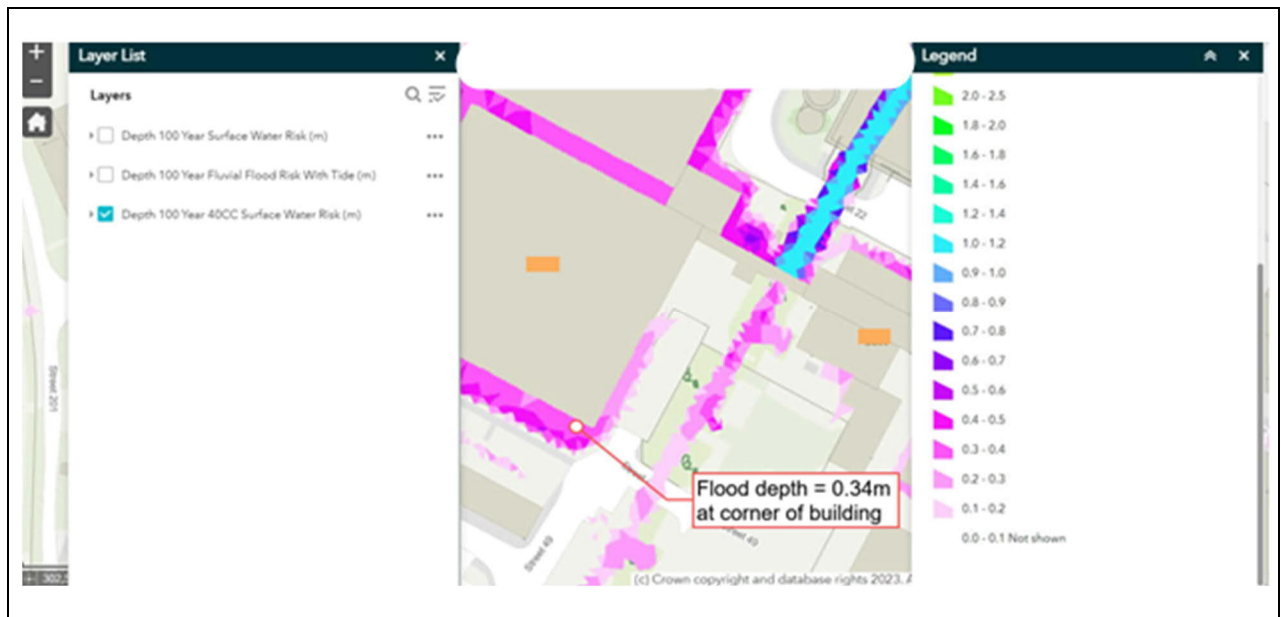 Layer List
Layers
Depth 100 Year Surface Water Risk (m)
Depth 100 Year Fluvial Flood Risk With Tide (m)
Depth 100 Year 40CC Surface Water Risk (m)
Street 201
302.
22
Street 49
Street 49
Flood depth = 0.34m
at corner of building
(c) Crown copyright and database rights 2023. A
Legend
2.0 - 2.5
1.8 - 2.0
1.6 - 1.8
1.4 - 1.6
1.2 - 1.4
1.0 - 1.2
0.9 - 1.0
0.8 - 0.9
0.7 - 0.8
0.6 - 0.7
0.5 - 0.6
0.4 - 0.5
0.3 - 0.4
0.2 - 0.3
0.1 - 0.2
0.0 - 0.1 Not shown